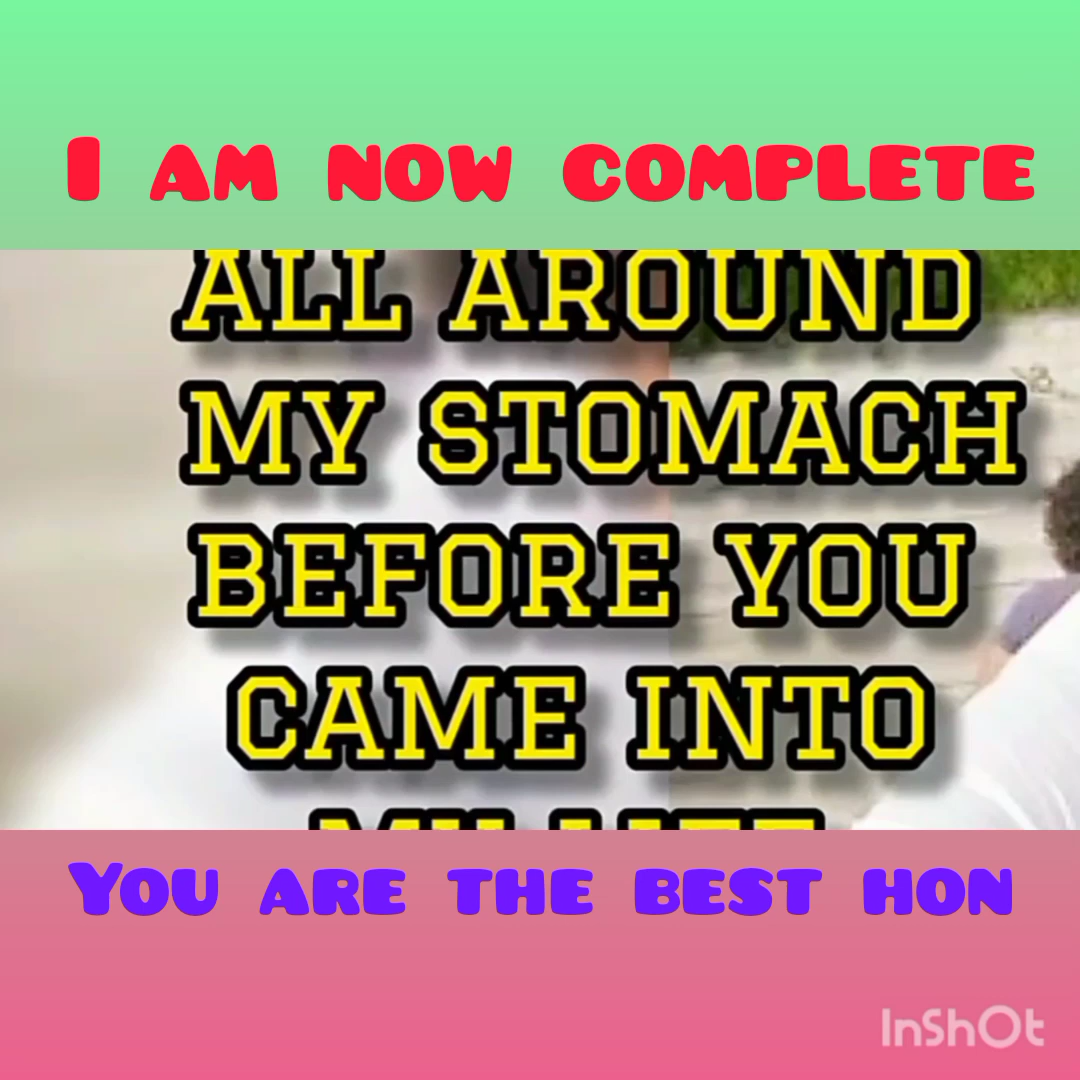 I AM NOW COMPLETE
ALL AROUND
MY STOMACH
BEFORE YOU
CAME INTO
YOU ARE THE BEST HON
InShOt